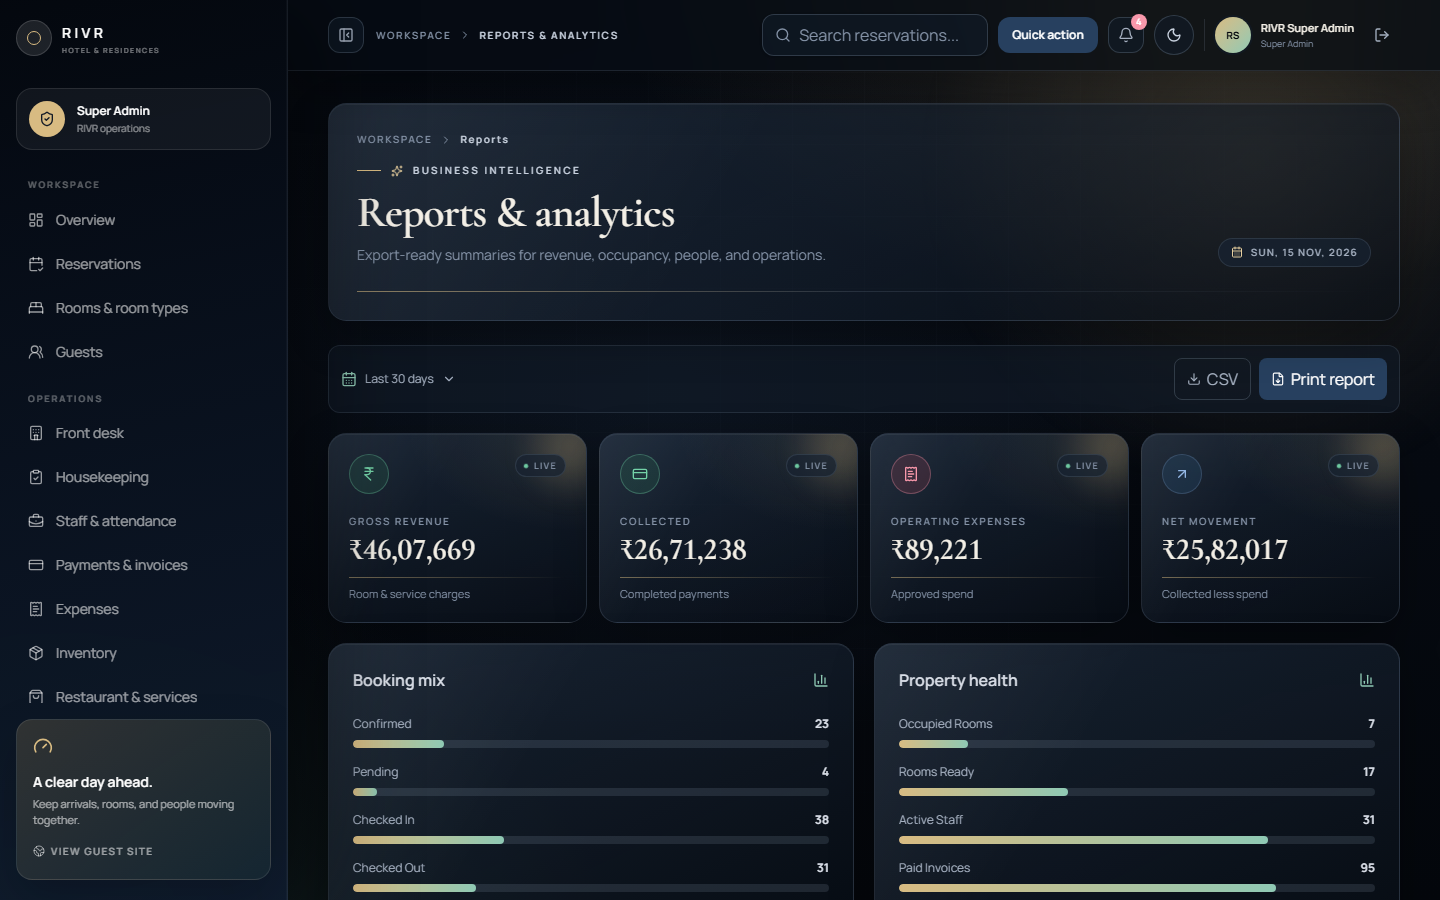 RIVR
HOTEL & RESIDENCES
Super Admin
RIVR operations
WORKSPACE
Overview
Reservations
Rooms & room types
Guests
OPERATIONS
Front desk
Housekeeping
Staff & attendance
Payments & invoices
Expenses
Inventory
Restaurant & services
A clear day ahead.
Keep arrivals, rooms, and people moving
together.
VIEW GUEST SITE
WORKSPACE > REPORTS & ANALYTICS
Search reservations...
Quick action
4
RS
RIVR Super Admin
Super Admin
WORKSPACE > Reports
BUSINESS INTELLIGENCE
Reports & analytics
Export-ready summaries for revenue, occupancy, people, and operations.
SUN, 15 NOV, 2026
Last 30 days
CSV
Print report
LIVE
GROSS REVENUE
₹46,07,669
Room & service charges
LIVE
COLLECTED
₹26,71,238
Completed payments
LIVE
OPERATING EXPENSES
₹89,221
Approved spend
LIVE
NET MOVEMENT
₹25,82,017
Collected less spend
Booking mix
Confirmed 23
Pending 4
Checked In 38
Checked Out 31
Property health
Occupied Rooms 7
Rooms Ready 17
Active Staff 31
Paid Invoices 95